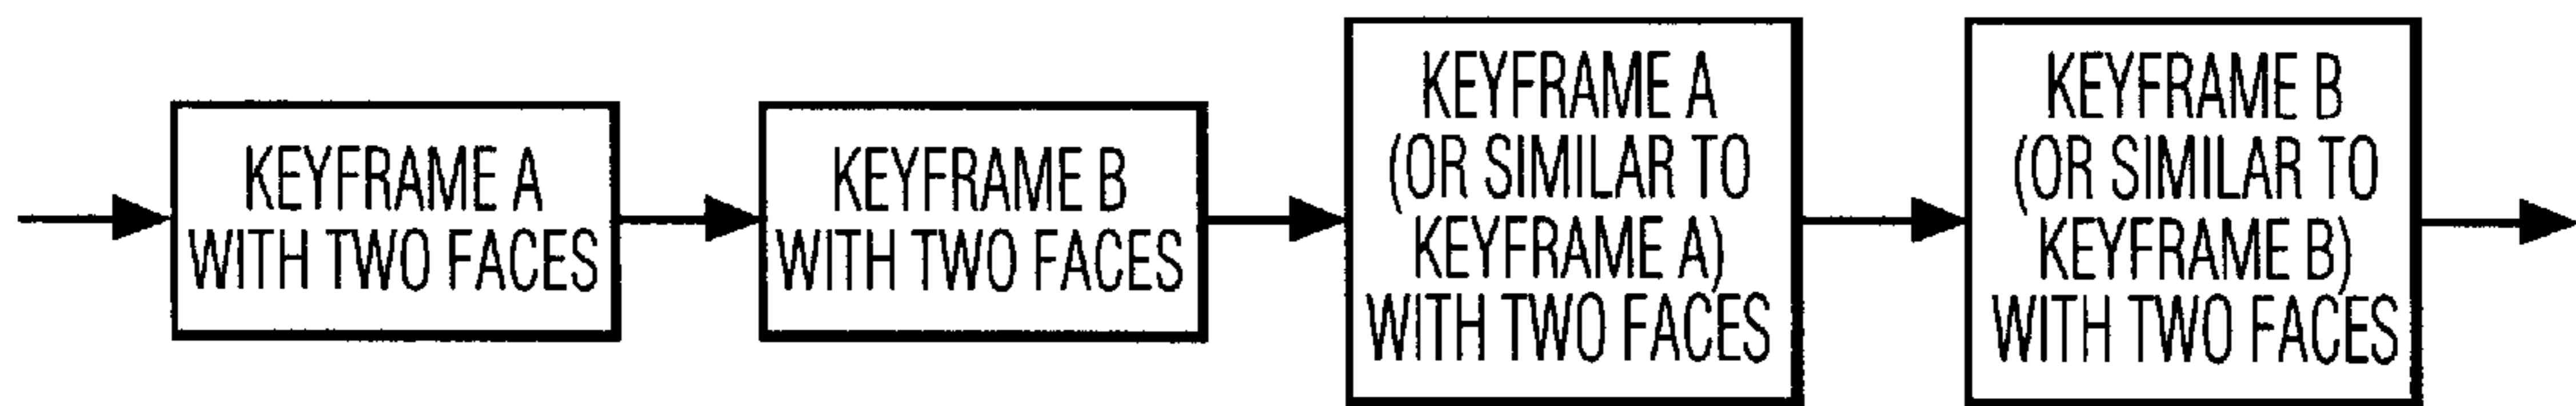 KEYFRAME A
WITH TWO FACES
KEYFRAME B
WITH TWO FACES
KEYFRAME A
(OR SIMILAR TO
KEYFRAME A)
WITH TWO FACES
KEYFRAME B
(OR SIMILAR TO
KEYFRAME B)
WITH TWO FACES